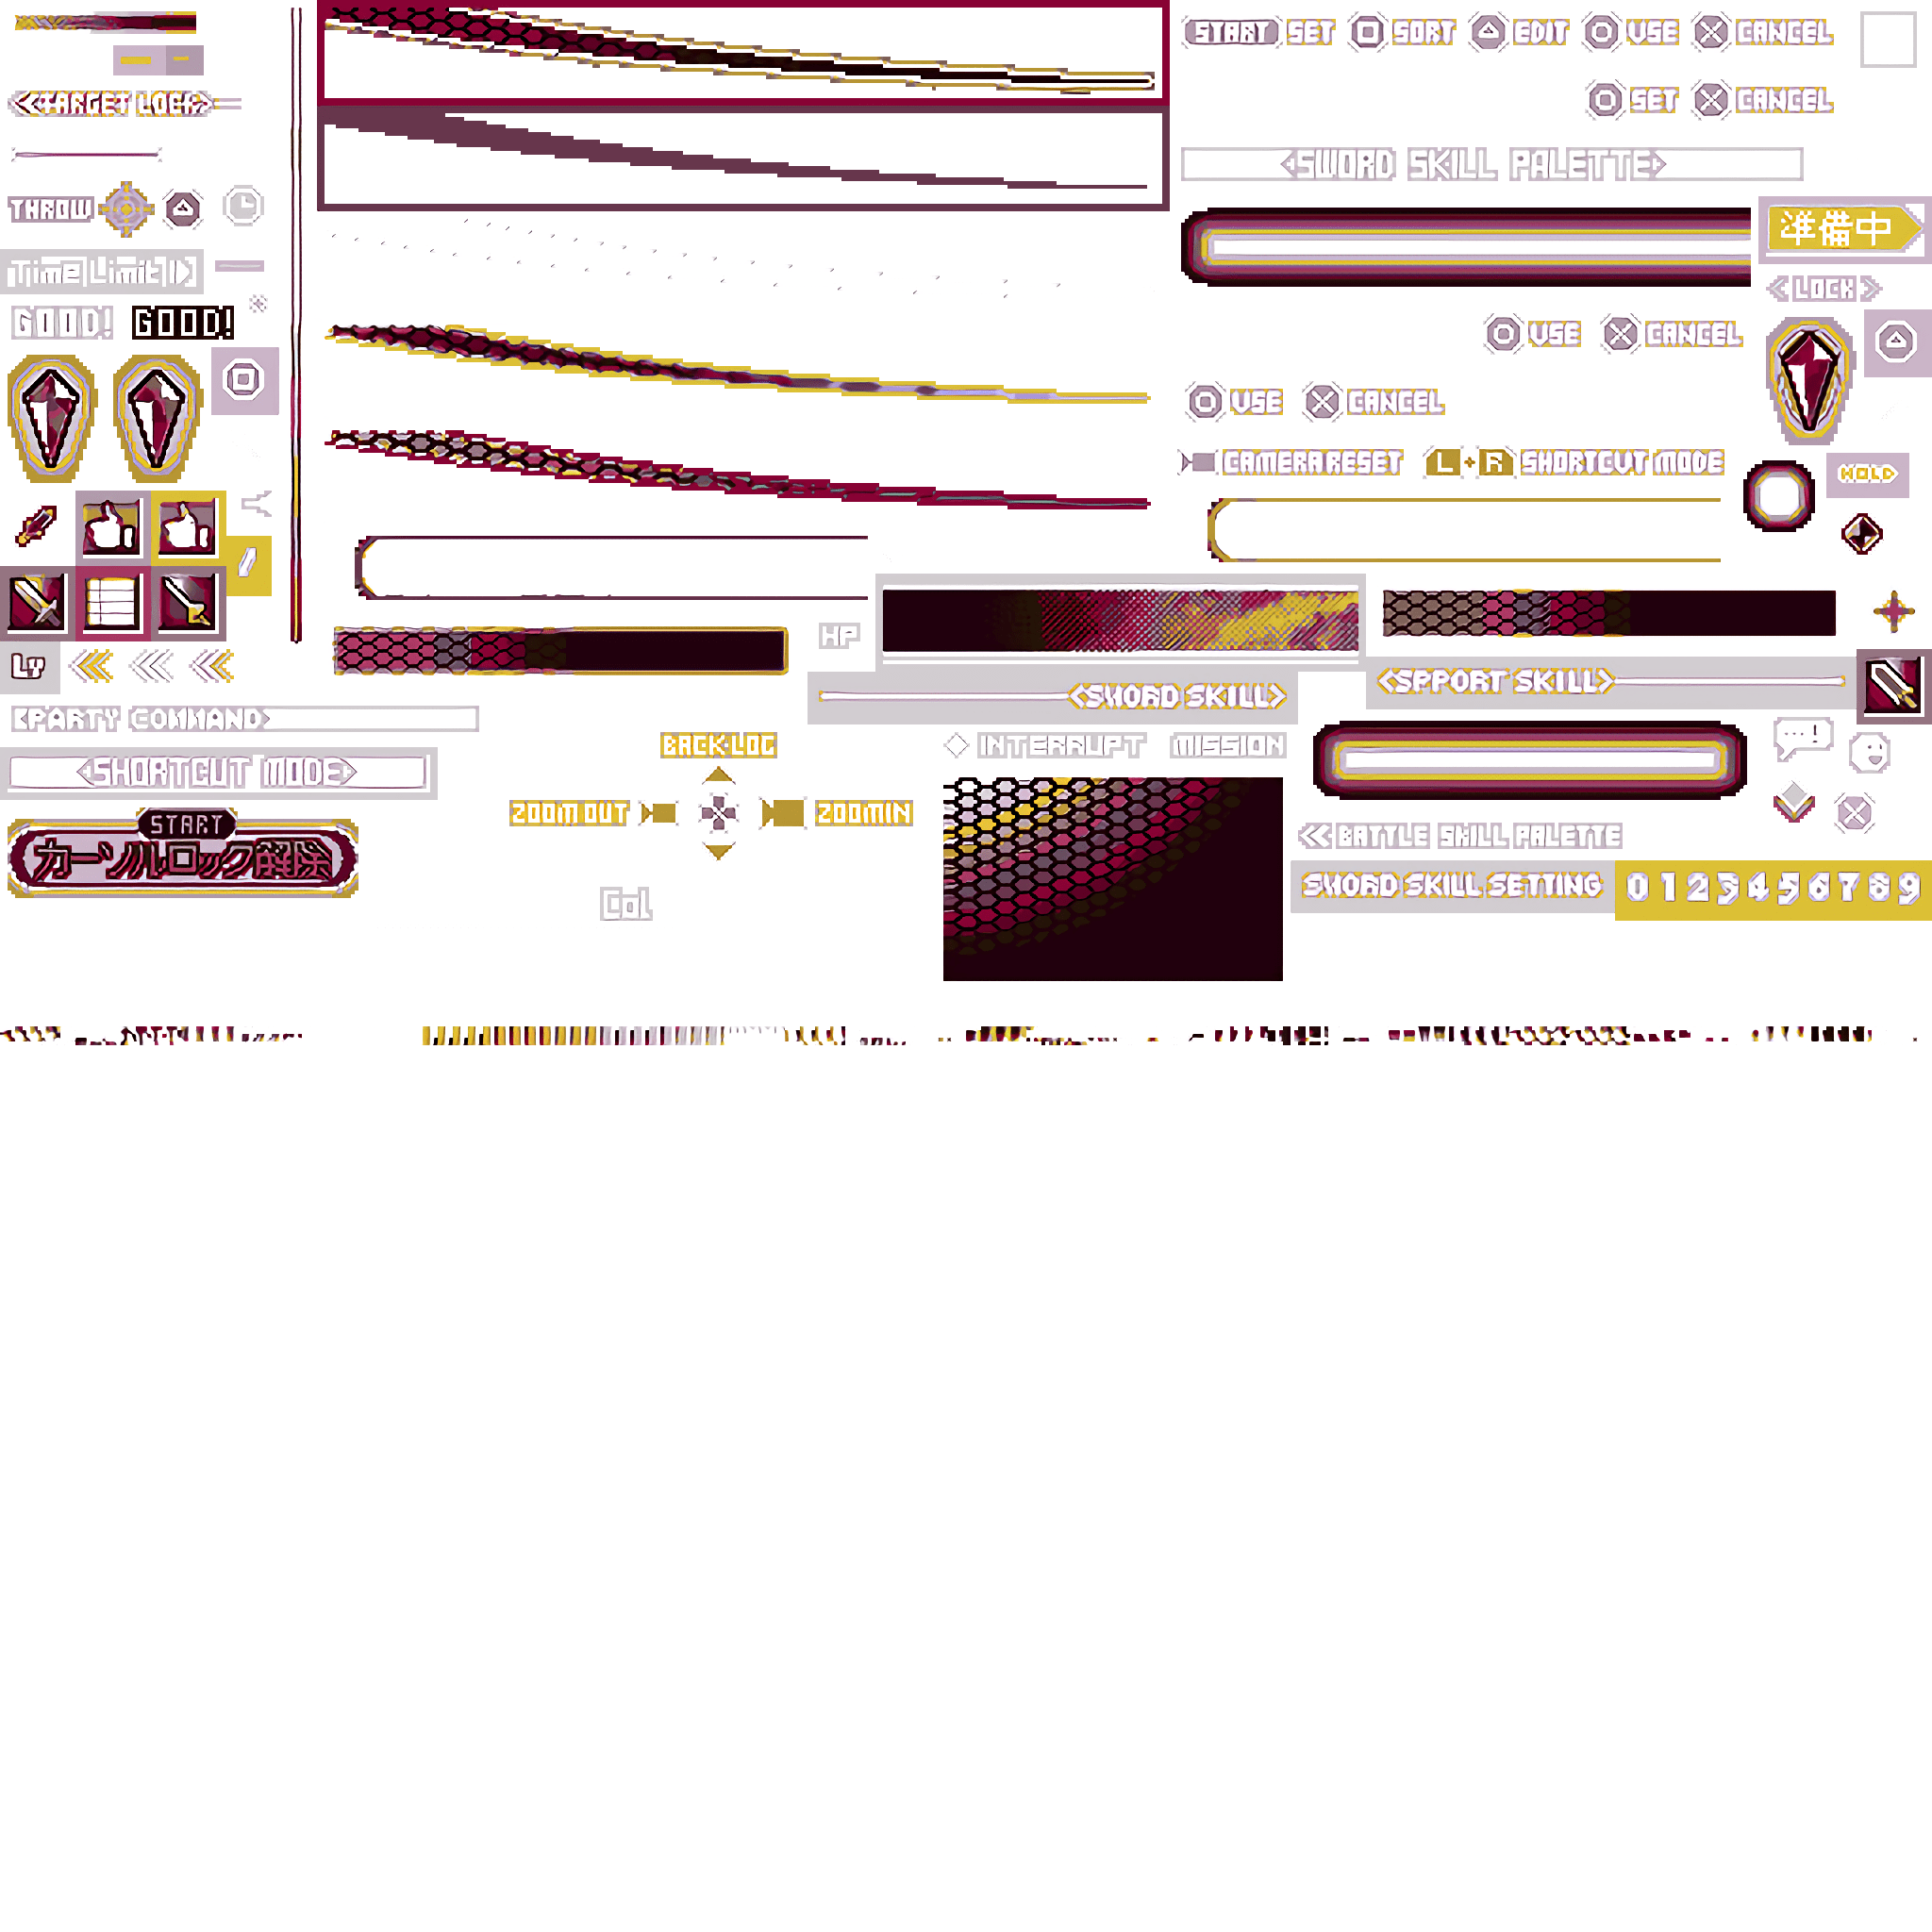 START SET SORT EDIT USE CANCEL
<TARGET LOCK>
SET CANCEL
<SWORD SKILL PALETTE>
THROW
準備中
Time Limit
<LOCK>
GOOD! GOOD!
USE CANCEL
USE CANCEL
CAMERA RESET L+R SHORTCUT MODE
HOLD
HP
Lv
<SWORD SKILL>
<SPPORT SKILL>
<PARTY COMMAND>
BACK LOG
INTERRUPT MISSION
...!
<SHORTCUT MODE>
ZOOM OUT ZOOM IN
START
カーソルロック解除
BATTLE SKILL PALETTE
SWORD SKILL SETTING 0 1 2 3 4 5 6 7 8 9
Col